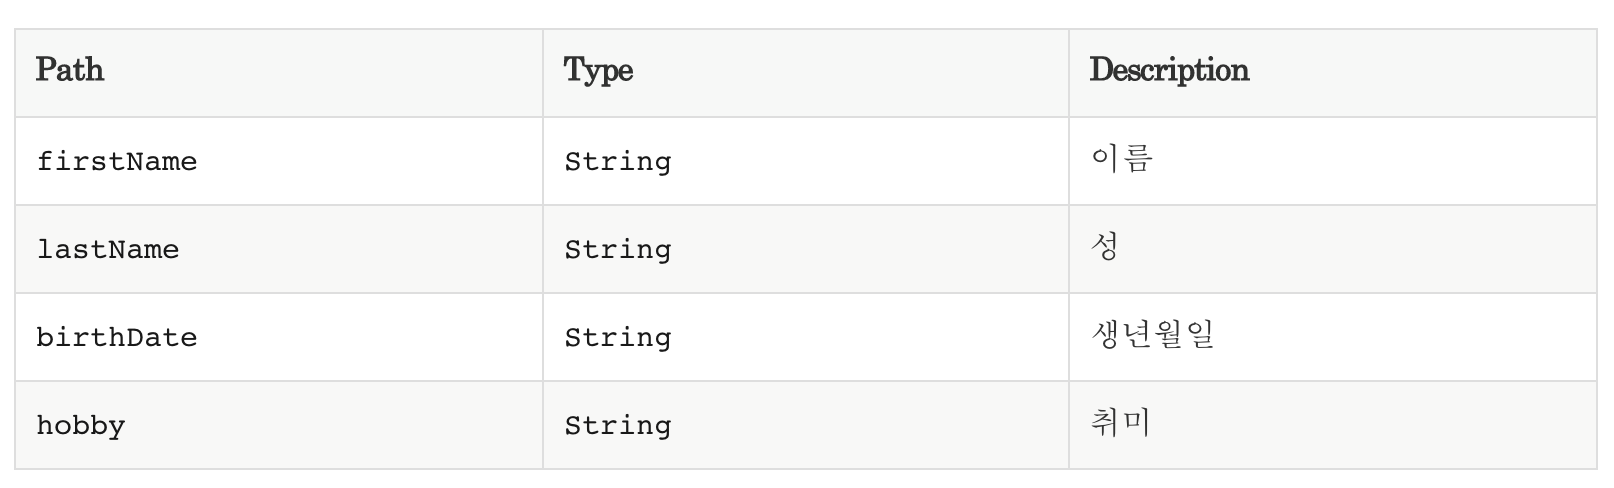 Path Type Description
firstName String 이름
lastName String 성
birthDate String 생년월일
hobby String 취미